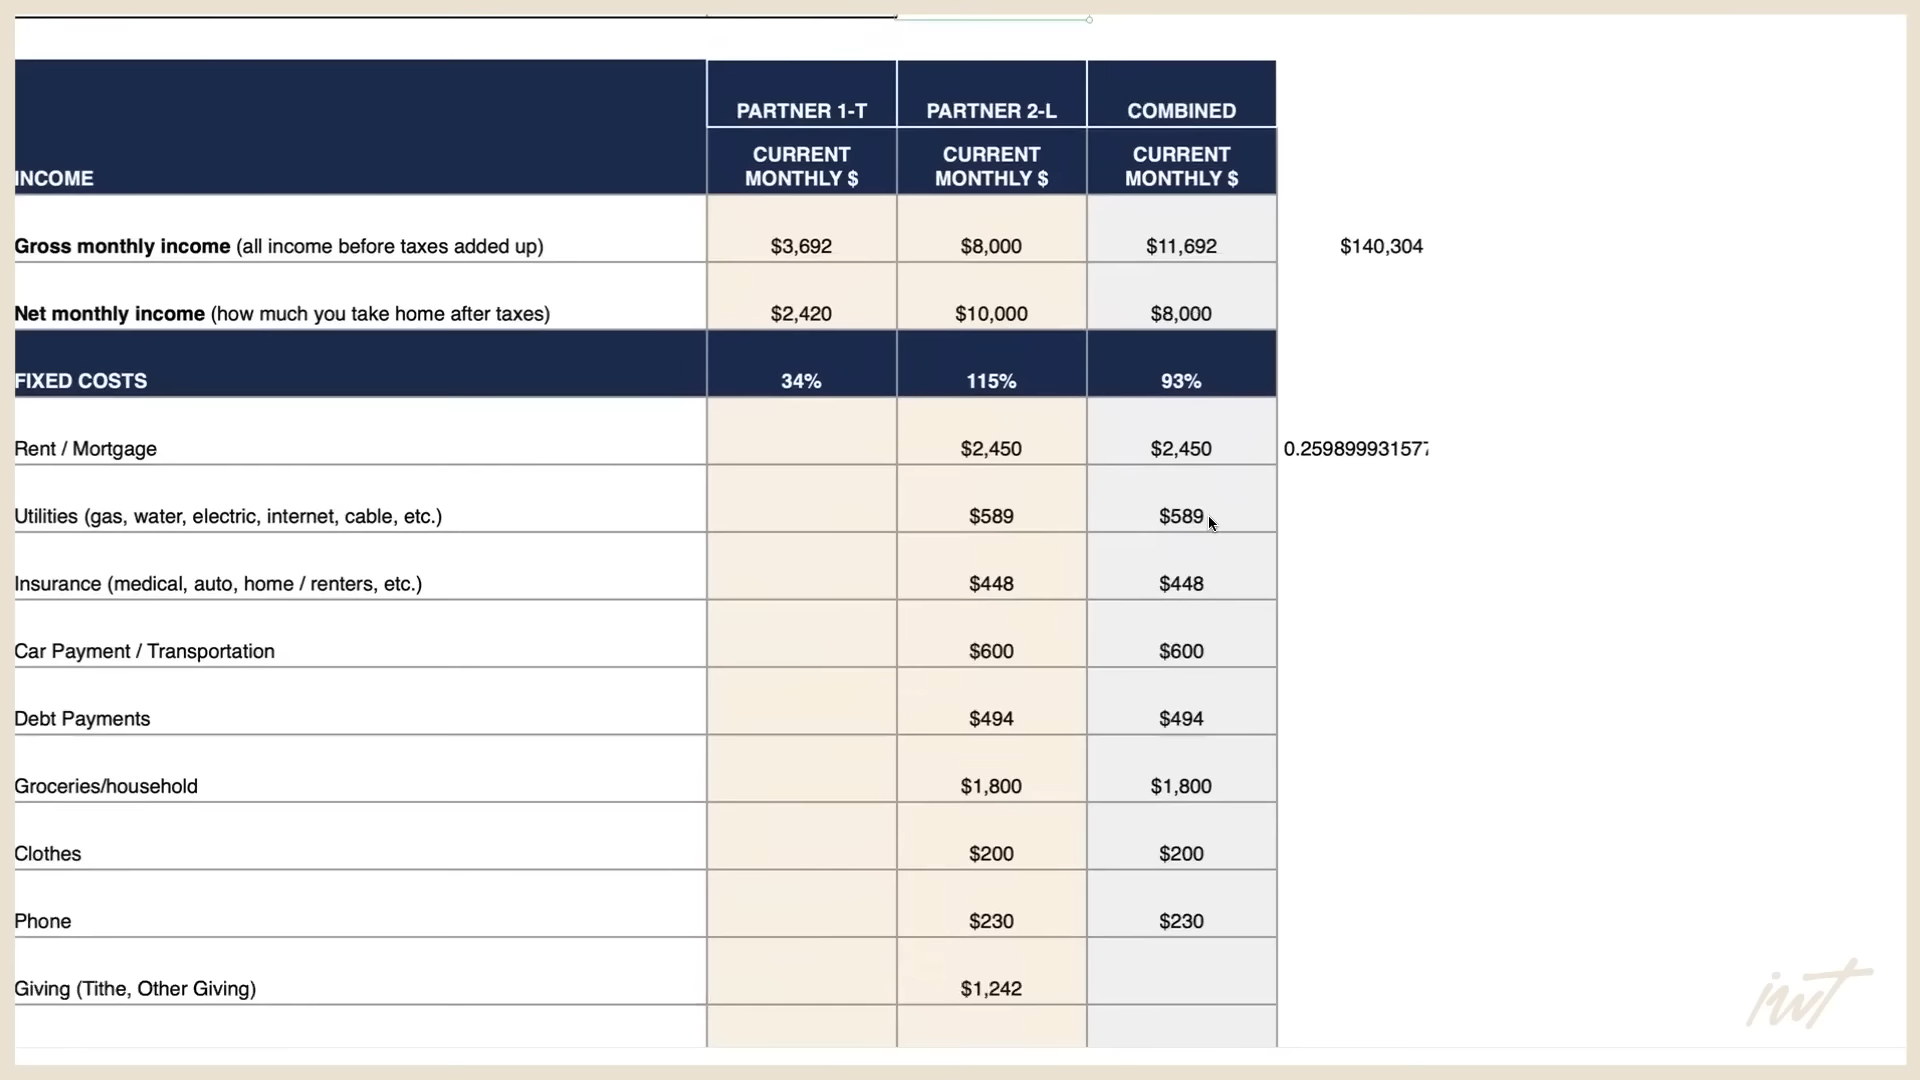 PARTNER 1-T PARTNER 2-L COMBINED
INCOME CURRENT MONTHLY $ CURRENT MONTHLY $ CURRENT MONTHLY $
Gross monthly income (all income before taxes added up) $3,692 $8,000 $11,692 $140,304
Net monthly income (how much you take home after taxes) $2,420 $10,000 $8,000
FIXED COSTS 34% 115% 93%
Rent / Mortgage $2,450 $2,450 0.259899931577
Utilities (gas, water, electric, internet, cable, etc.) $589 $589
Insurance (medical, auto, home / renters, etc.) $448 $448
Car Payment / Transportation $600 $600
Debt Payments $494 $494
Groceries/household $1,800 $1,800
Clothes $200 $200
Phone $230 $230
Giving (Tithe, Other Giving) $1,242
iwt